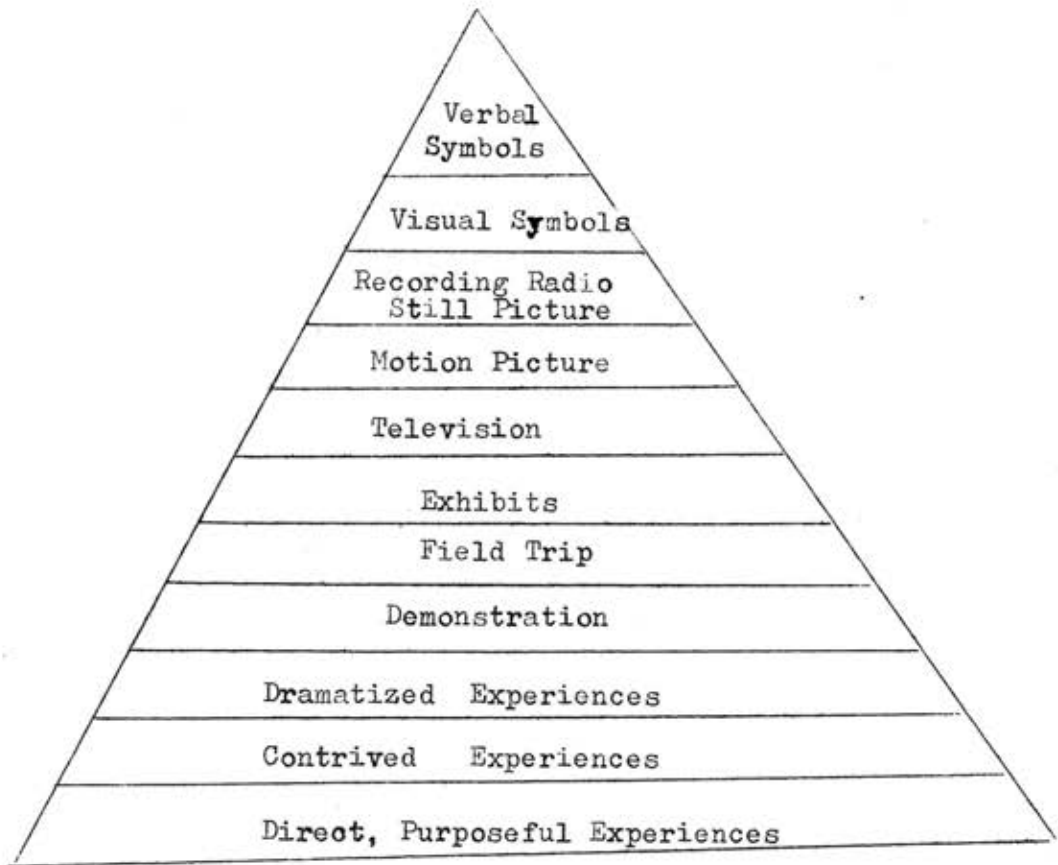 Verbal
Symbols
Visual Symbols
Recording Radio
Still Picture
Motion Picture
Television
Exhibits
Field Trip
Demonstration
Dramatized Experiences
Contrived Experiences
Direct, Purposeful Experiences